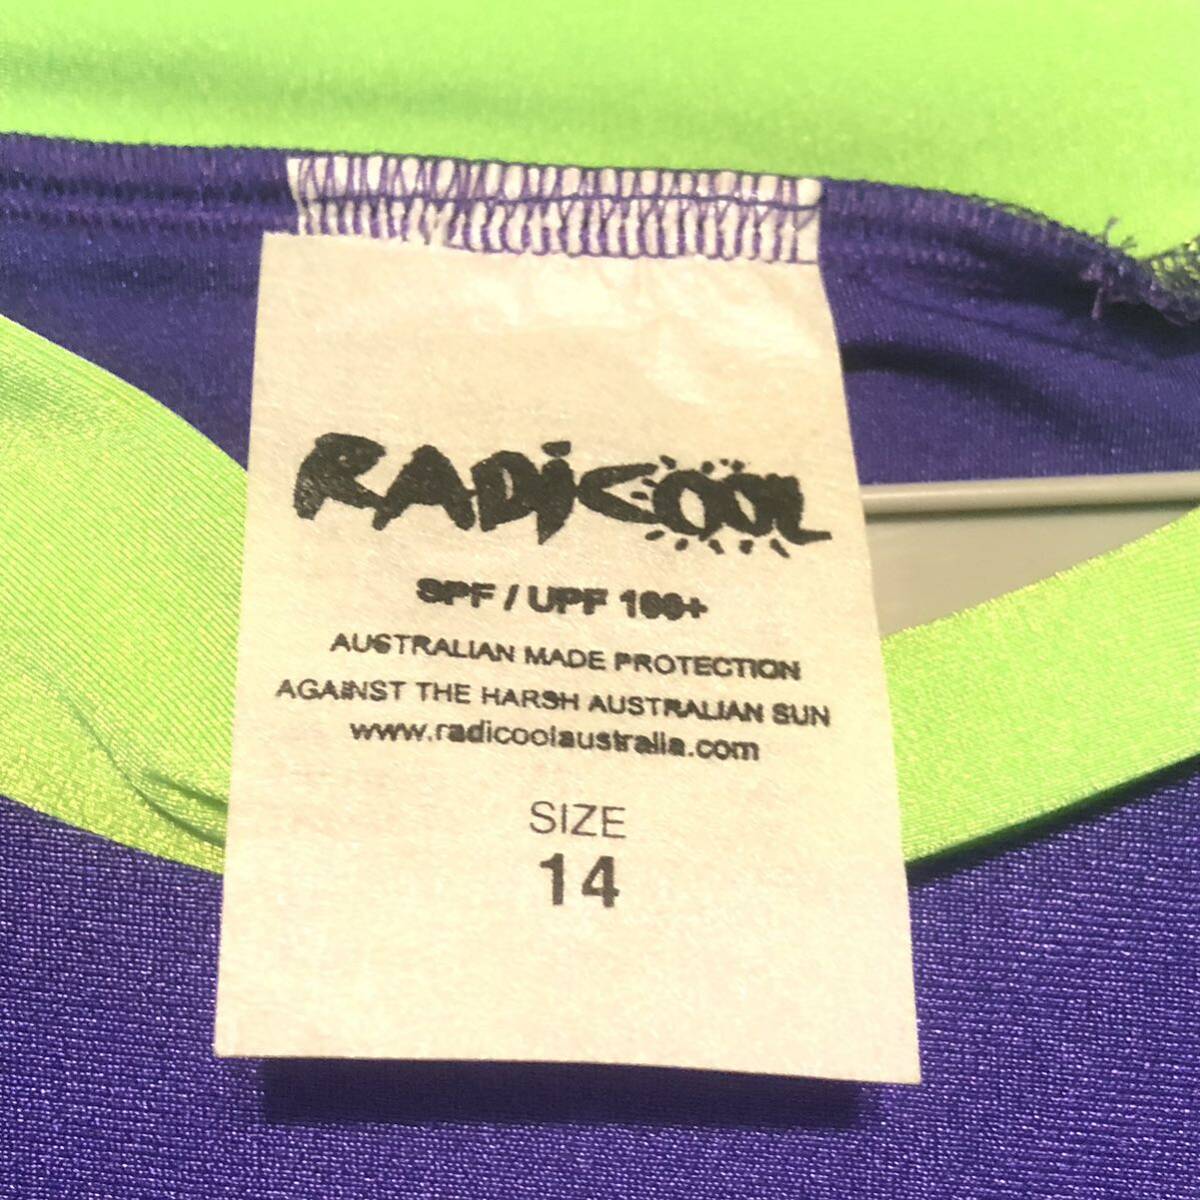 RADiCOOL
SPF / UPF 100+
AUSTRALIAN MADE PROTECTION
AGAINST THE HARSH AUSTRALIAN SUN
www.radicoolaustralia.com
SIZE
14